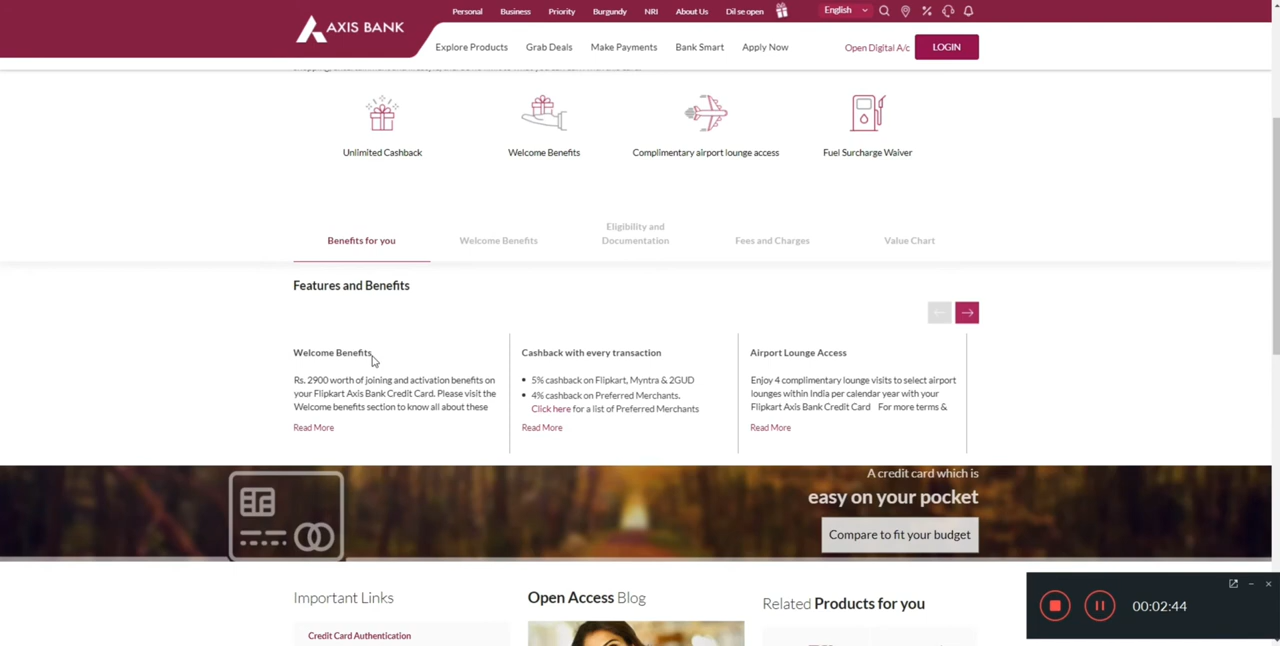 Personal Business Priority Burgundy NRI About Us Dil se open English
AXIS BANK
Explore Products Grab Deals Make Payments Bank Smart Apply Now Open Digital A/c LOGIN
Unlimited Cashback Welcome Benefits Complimentary airport lounge access Fuel Surcharge Waiver
Benefits for you Welcome Benefits Eligibility and Documentation Fees and Charges Value Chart
Features and Benefits
Welcome Benefits
Rs. 2900 worth of joining and activation benefits on
your Flipkart Axis Bank Credit Card. Please visit the
Welcome benefits section to know all about these
Read More
Cashback with every transaction
• 5% cashback on Flipkart, Myntra & 2GUD
• 4% cashback on Preferred Merchants.
Click here for a list of Preferred Merchants
Read More
Airport Lounge Access
Enjoy 4 complimentary lounge visits to select airport
lounges within India per calendar year with your
Flipkart Axis Bank Credit Card For more terms &
Read More
A credit card which is
easy on your pocket
Compare to fit your budget
Important Links
Credit Card Authentication
Open Access Blog
Related Products for you
00:02:44